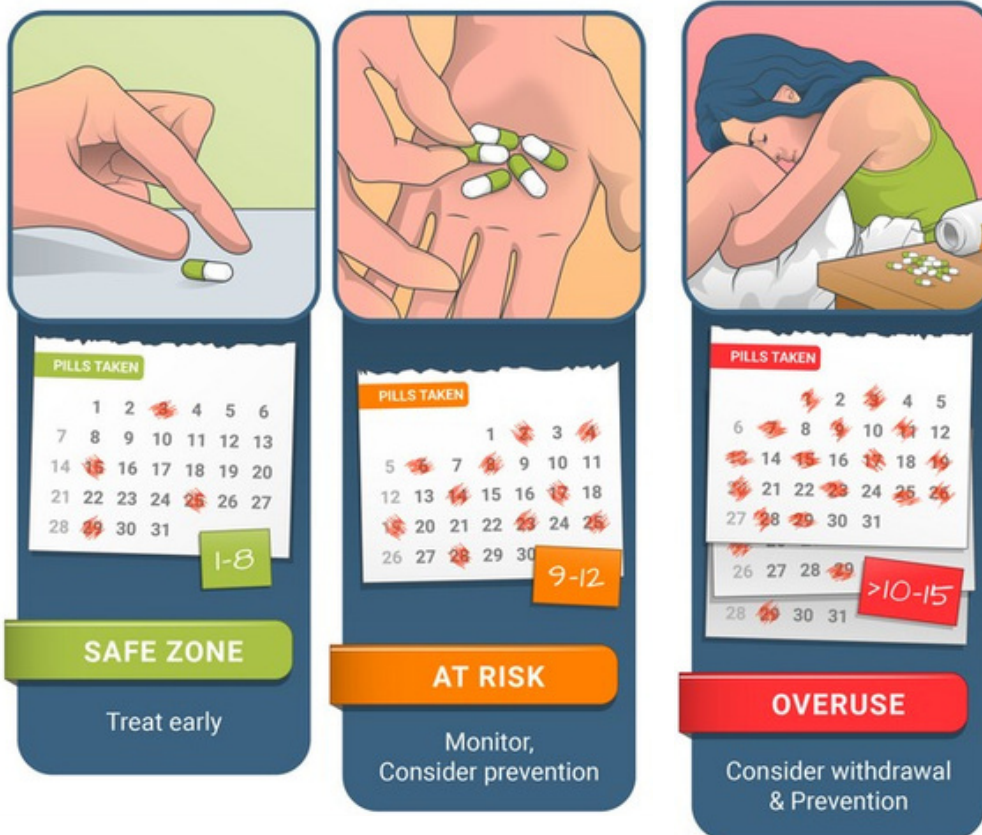 PILLS TAKEN
1 2 3 4 5 6
7 8 9 10 11 12 13
14 15 16 17 18 19 20
21 22 23 24 25 26 27
28 29 30 31
1-8
SAFE ZONE
Treat early
PILLS TAKEN
1 2 3 4
5 6 7 8 9 10 11
12 13 14 15 16 17 18
19 20 21 22 23 24 25
26 27 28 29 30
9-12
AT RISK
Monitor,
Consider prevention
PILLS TAKEN
1 2 3 4 5
6 7 8 9 10 11 12
13 14 15 16 17 18 19
20 21 22 23 24 25 26
27 28 29 30 31
26 27 28 29
28 29 30 31
>10-15
OVERUSE
Consider withdrawal
& Prevention